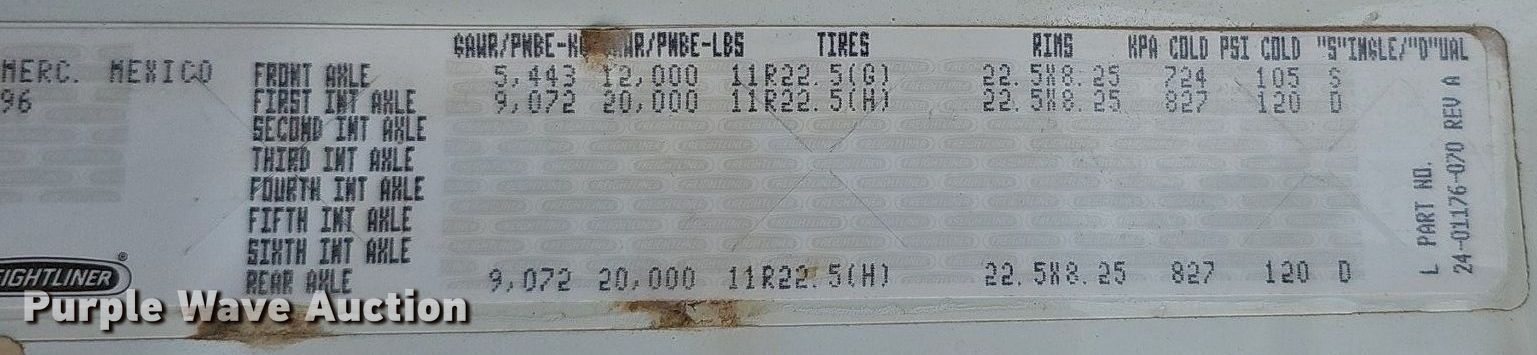 GAWR/PNBE-KG GAWR/PNBE-LBS TIRES RIMS KPA COLD PSI COLD "S"INGLE/"D"UAL
MERC. MEXICO FRONT AXLE 5,443 12,000 11R22.5(G) 22.5X8.25 724 105 S
96 FIRST INT AXLE 9,072 20,000 11R22.5(H) 22.5X8.25 827 120 D
SECOND INT AXLE
THIRD INT AXLE
FOURTH INT AXLE
FIFTH INT AXLE
SIXTH INT AXLE
REAR AXLE 9,072 20,000 11R22.5(H) 22.5X8.25 827 120 D
L PART NO.
24-01176-070 REV A
EIGHTLINER®
Purple Wave Auction